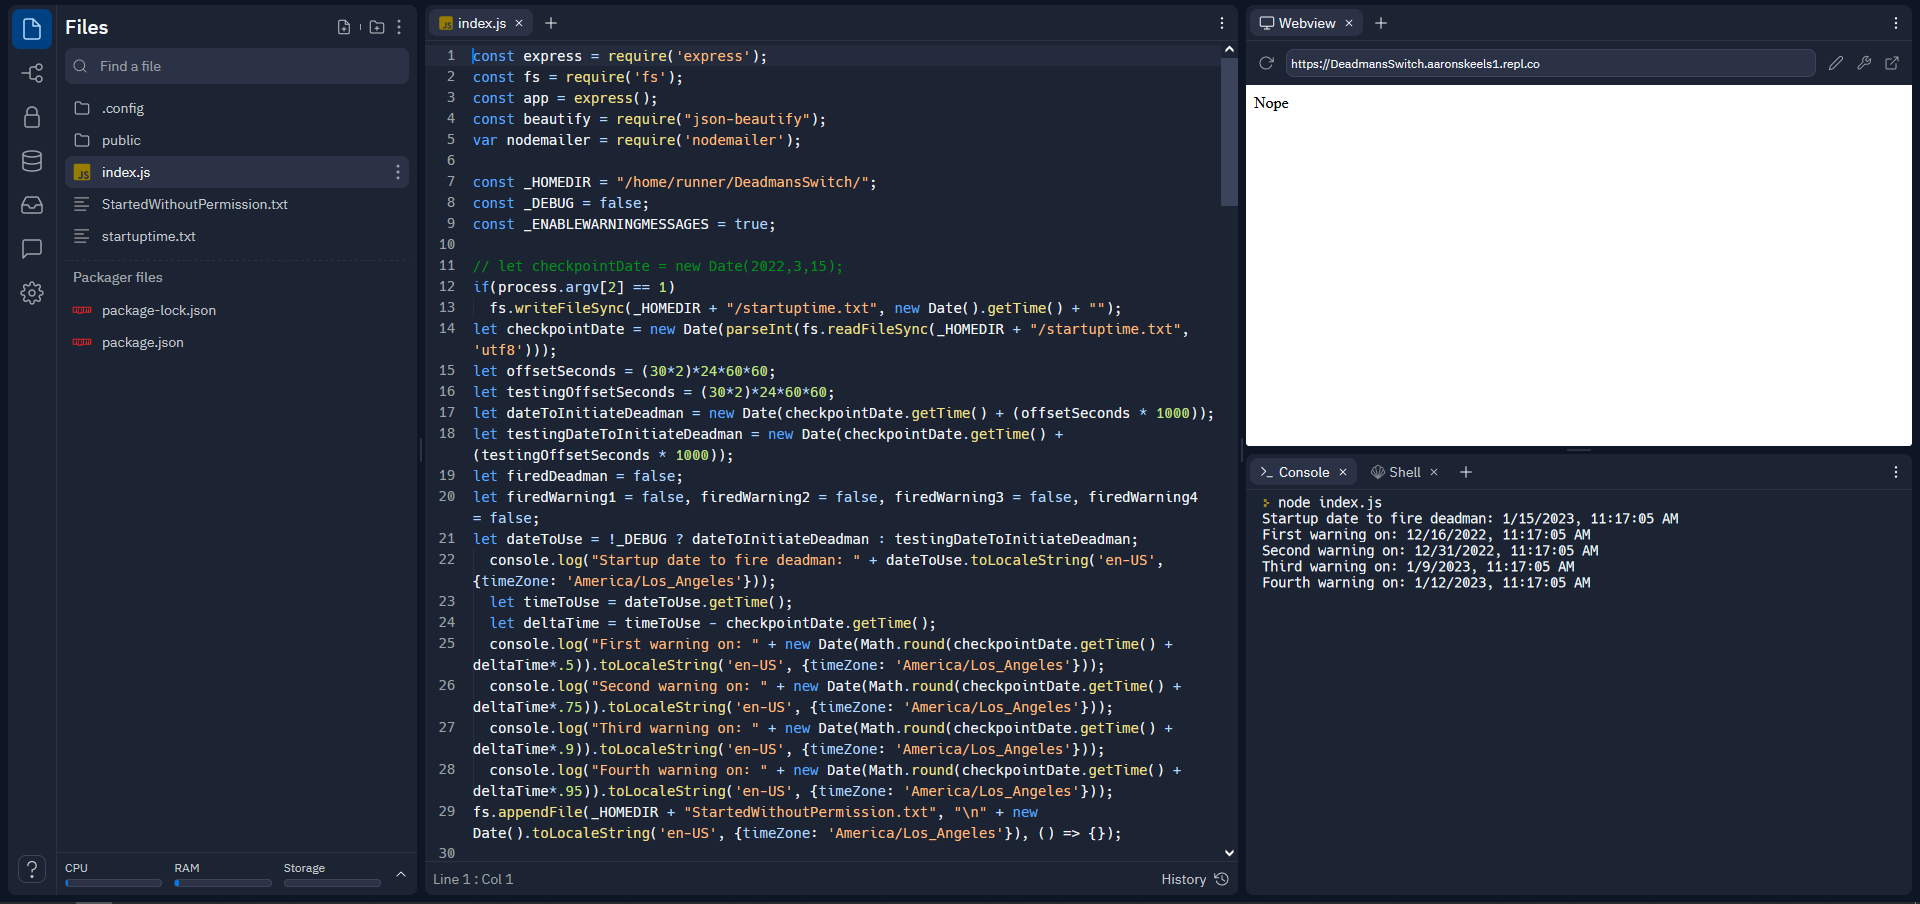 Files
Find a file
.config
public
JS index.js
StartedWithoutPermission.txt
startuptime.txt
Packager files
npm package-lock.json
npm package.json
?
CPU RAM Storage
JS index.js × +
1 const express = require('express');
2 const fs = require('fs');
3 const app = express();
4 const beautify = require("json-beautify");
5 var nodemailer = require('nodemailer');
6
7 const _HOMEDIR = "/home/runner/DeadmansSwitch/";
8 const _DEBUG = false;
9 const _ENABLEWARNINGMESSAGES = true;
10
11 // let checkpointDate = new Date(2022,3,15);
12 if(process.argv[2] == 1)
13 fs.writeFileSync(_HOMEDIR + "/startuptime.txt", new Date().getTime() + "");
14 let checkpointDate = new Date(parseInt(fs.readFileSync(_HOMEDIR + "/startuptime.txt",
'utf8')));
15 let offsetSeconds = (30*2)*24*60*60;
16 let testingOffsetSeconds = (30*2)*24*60*60;
17 let dateToInitiateDeadman = new Date(checkpointDate.getTime() + (offsetSeconds * 1000));
18 let testingDateToInitiateDeadman = new Date(checkpointDate.getTime() +
(testingOffsetSeconds * 1000));
19 let firedDeadman = false;
20 let firedWarning1 = false, firedWarning2 = false, firedWarning3 = false, firedWarning4
= false;
21 let dateToUse = !_DEBUG ? dateToInitiateDeadman : testingDateToInitiateDeadman;
22 console.log("Startup date to fire deadman: " + dateToUse.toLocaleString('en-US',
{timeZone: 'America/Los_Angeles'}));
23 let timeToUse = dateToUse.getTime();
24 let deltaTime = timeToUse - checkpointDate.getTime();
25 console.log("First warning on: " + new Date(Math.round(checkpointDate.getTime() +
deltaTime*.5)).toLocaleString('en-US', {timeZone: 'America/Los_Angeles'}));
26 console.log("Second warning on: " + new Date(Math.round(checkpointDate.getTime() +
deltaTime*.75)).toLocaleString('en-US', {timeZone: 'America/Los_Angeles'}));
27 console.log("Third warning on: " + new Date(Math.round(checkpointDate.getTime() +
deltaTime*.9)).toLocaleString('en-US', {timeZone: 'America/Los_Angeles'}));
28 console.log("Fourth warning on: " + new Date(Math.round(checkpointDate.getTime() +
deltaTime*.95)).toLocaleString('en-US', {timeZone: 'America/Los_Angeles'}));
29 fs.appendFile(_HOMEDIR + "StartedWithoutPermission.txt", "\n" + new
Date().toLocaleString('en-US', {timeZone: 'America/Los_Angeles'}), () => {});
30
Line 1 : Col 1 History
Webview × +
https://DeadmansSwitch.aaronskeels1.repl.co
Nope
Console × Shell × +
node index.js
Startup date to fire deadman: 1/15/2023, 11:17:05 AM
First warning on: 12/16/2022, 11:17:05 AM
Second warning on: 12/31/2022, 11:17:05 AM
Third warning on: 1/9/2023, 11:17:05 AM
Fourth warning on: 1/12/2023, 11:17:05 AM